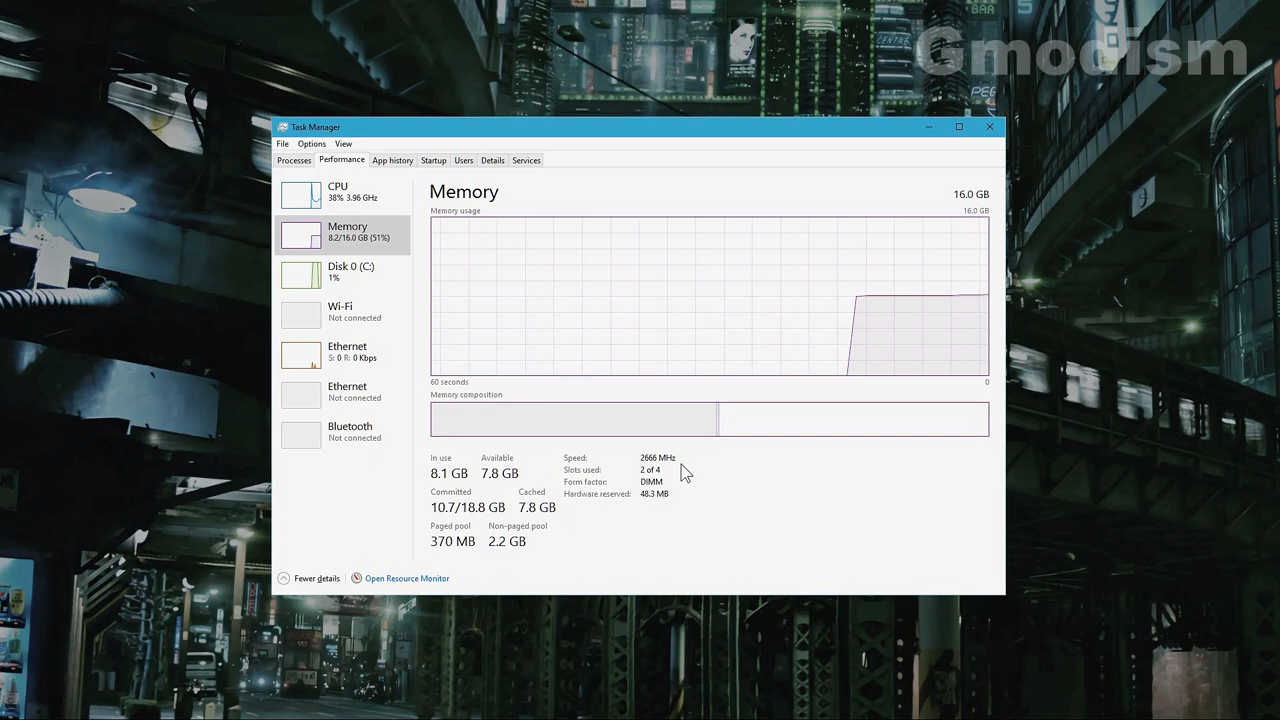 BAR
Gmodism
CENTRE
PEE
Task Manager
File Options View
Processes Performance App history Startup Users Details Services
CPU
38% 3.96 GHz
Memory
8.2/16.0 GB (51%)
Disk 0 (C:)
1%
Wi-Fi
Not connected
Ethernet
S: 0 R: 0 Kbps
Ethernet
Not connected
Bluetooth
Not connected
Memory 16.0 GB
Memory usage 16.0 GB
60 seconds 0
Memory composition
In use Available
8.1 GB 7.8 GB
Committed Cached
10.7/18.8 GB 7.8 GB
Paged pool Non-paged pool
370 MB 2.2 GB
Speed: 2666 MHz
Slots used: 2 of 4
Form factor: DIMM
Hardware reserved: 48.3 MB
Fewer details Open Resource Monitor